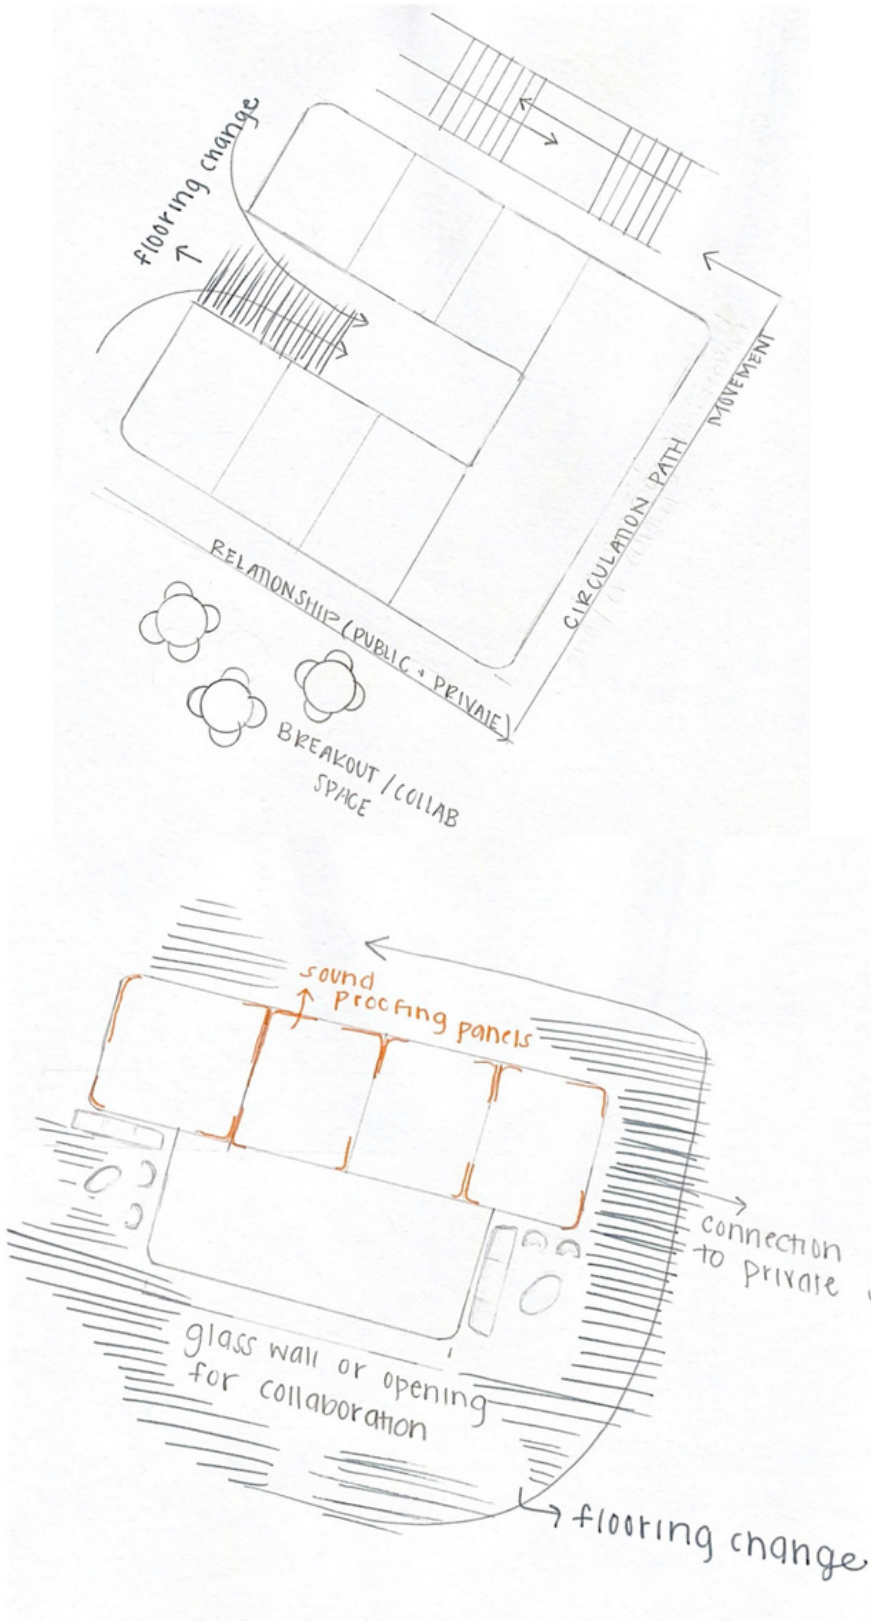 flooring change
MOVEMENT
CIRCULATION PATH
RELATIONSHIP (PUBLIC + PRIVATE)
BREAKOUT / COLLAB
SPACE
sound
proofing panels
connection
to private
glass wall or opening
for collaboration
flooring change